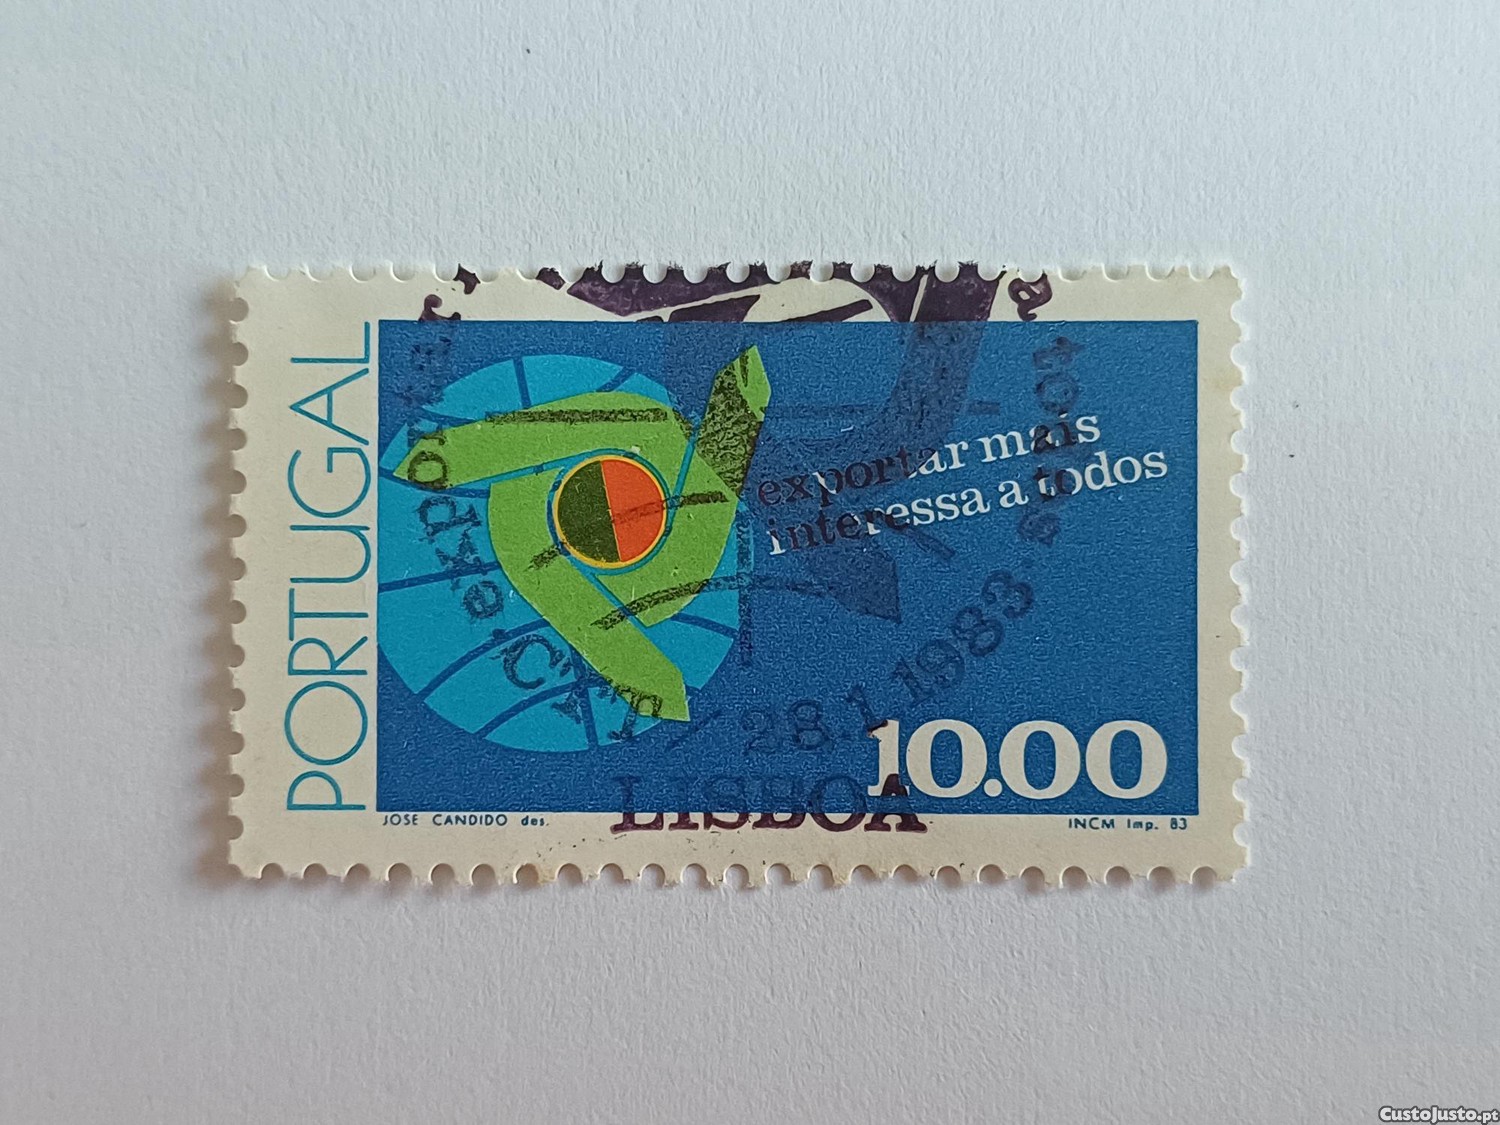 PORTUGAL
exportar mais
interessa a todos
10.00
JOSE CANDIDO des.
INCM Imp. 83
exportar
28.1.1983.
LISBOA
CustoJusto.pt